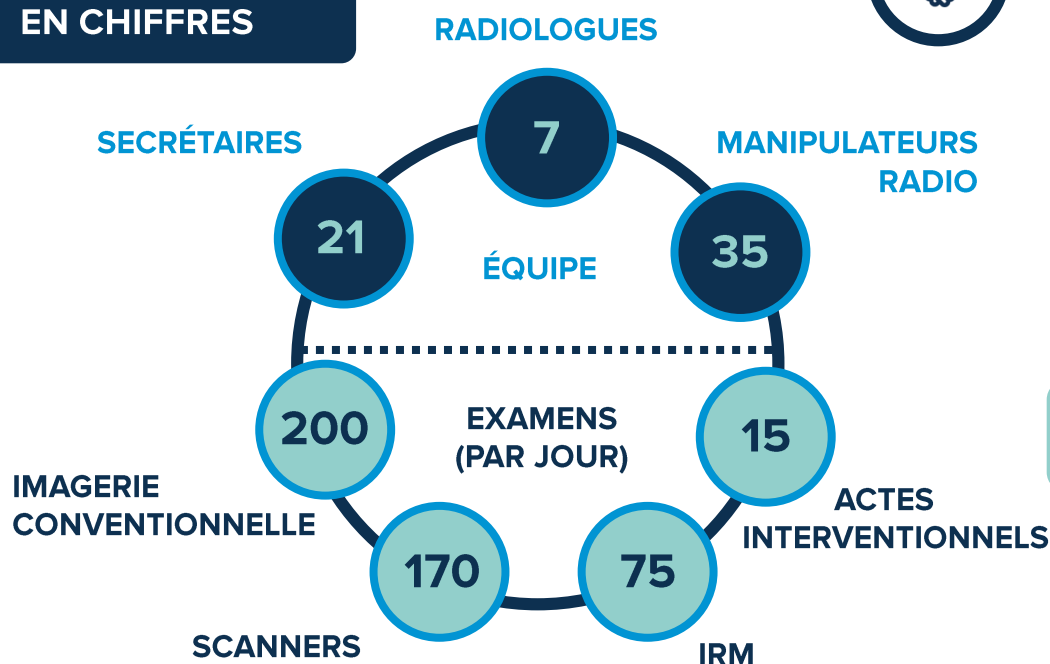 EN CHIFFRES
RADIOLOGUES
7
SECRÉTAIRES
21
MANIPULATEURS
RADIO
35
ÉQUIPE
200
IMAGERIE
CONVENTIONNELLE
EXAMENS
(PAR JOUR)
15
ACTES
INTERVENTIONNELS
170
SCANNERS
75
IRM